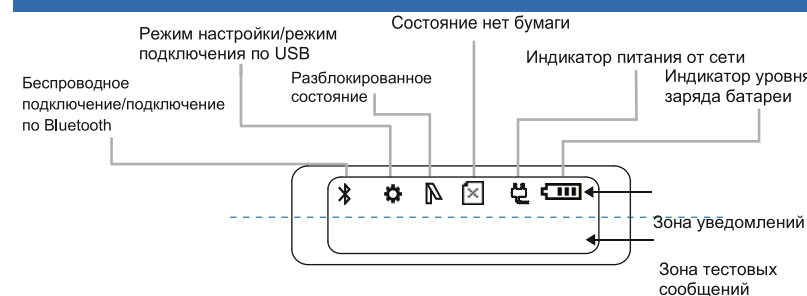 Состояние нет бумаги
Режим настройки/режим
подключения по USB
Индикатор питания от сети
Индикатор уровня
заряда батареи
Разблокированное
состояние
Беспроводное
подключение/подключение
по Bluetooth
Зона уведомлений
Зона тестовых
сообщений